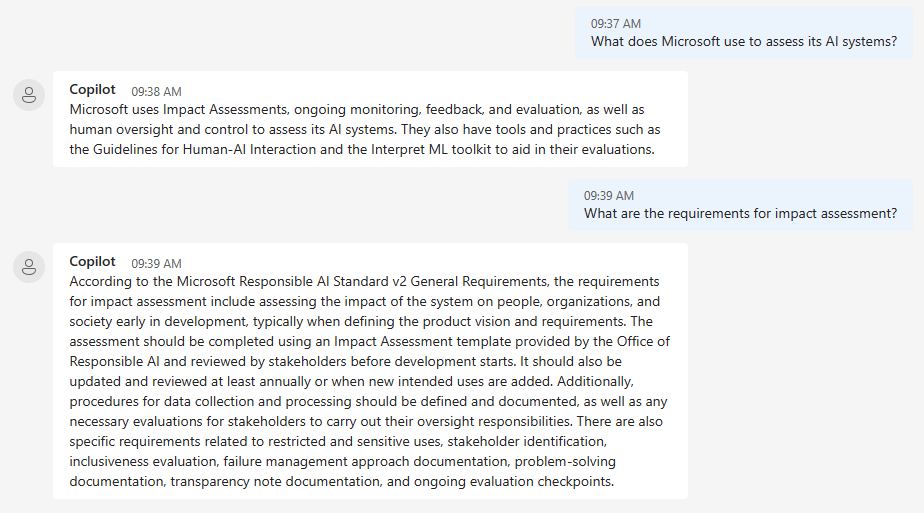 09:37 AM
What does Microsoft use to assess its AI systems?
Copilot 09:38 AM
Microsoft uses Impact Assessments, ongoing monitoring, feedback, and evaluation, as well as
human oversight and control to assess its AI systems. They also have tools and practices such as
the Guidelines for Human-AI Interaction and the Interpret ML toolkit to aid in their evaluations.
09:39 AM
What are the requirements for impact assessment?
Copilot 09:39 AM
According to the Microsoft Responsible AI Standard v2 General Requirements, the requirements
for impact assessment include assessing the impact of the system on people, organizations, and
society early in development, typically when defining the product vision and requirements. The
assessment should be completed using an Impact Assessment template provided by the Office of
Responsible AI and reviewed by stakeholders before development starts. It should also be
updated and reviewed at least annually or when new intended uses are added. Additionally,
procedures for data collection and processing should be defined and documented, as well as any
necessary evaluations for stakeholders to carry out their oversight responsibilities. There are also
specific requirements related to restricted and sensitive uses, stakeholder identification,
inclusiveness evaluation, failure management approach documentation, problem-solving
documentation, transparency note documentation, and ongoing evaluation checkpoints.